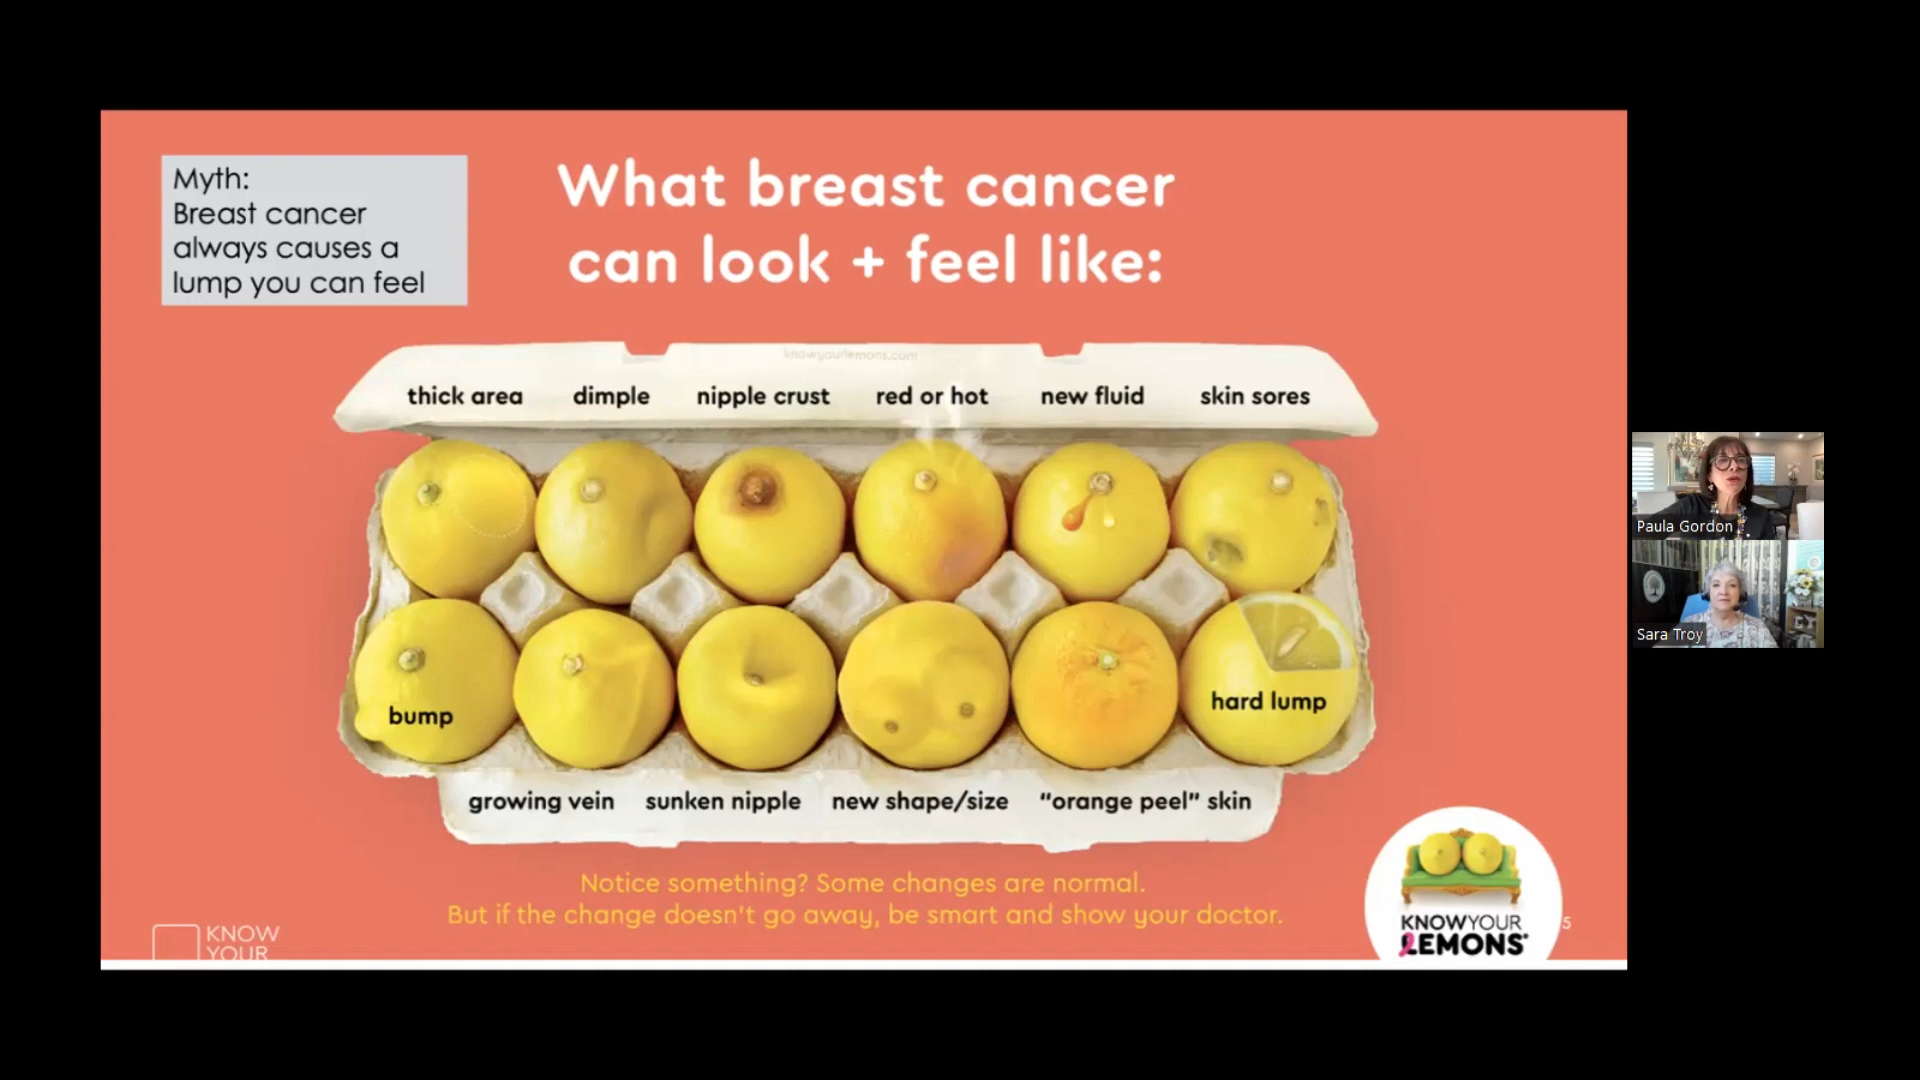 Myth:
Breast cancer
always causes a
lump you can feel
What breast cancer
can look + feel like:
knowyourlemons.com
thick area
dimple
nipple crust
red or hot
new fluid
skin sores
bump
hard lump
growing vein
sunken nipple
new shape/size
“orange peel” skin
Notice something? Some changes are normal.
But if the change doesn't go away, be smart and show your doctor.
KNOW
YOUR
KNOWYOUR
LEMONS®
5
Paula Gordon
Sara Troy